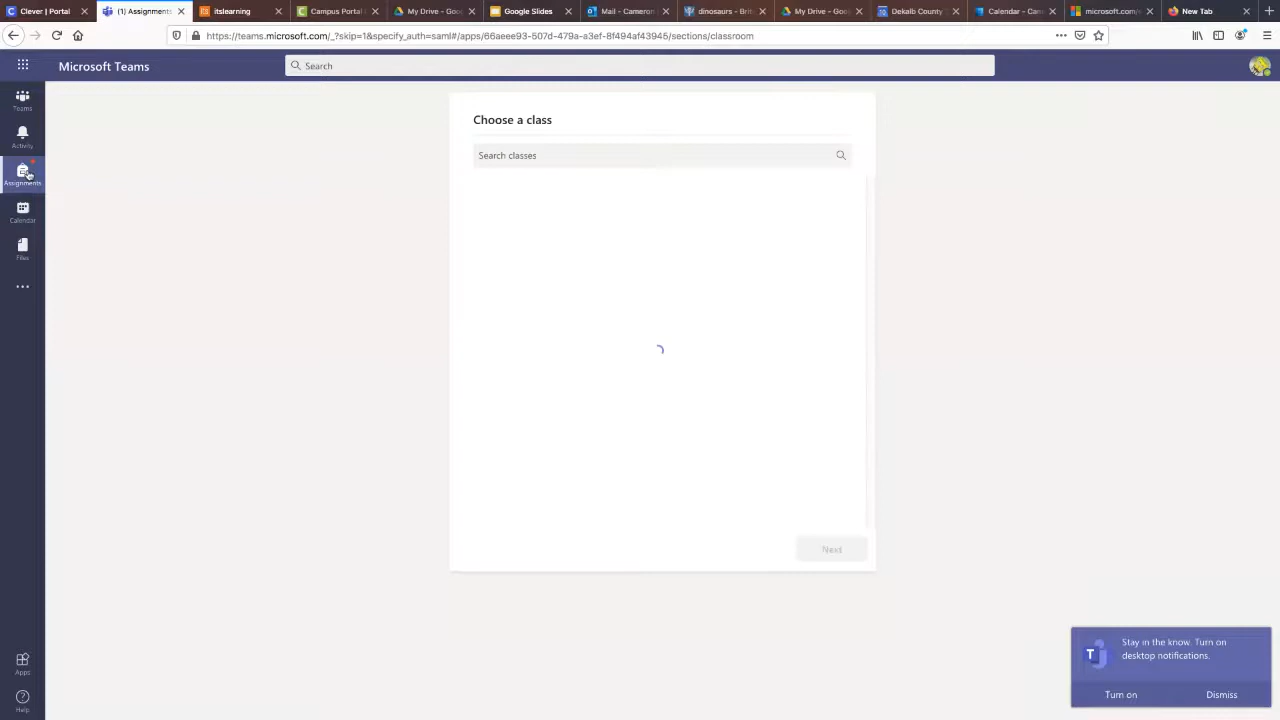 Clever | Portal
(1) Assignments
itslearning
Campus Portal
My Drive - Goo
Google Slides
Mail - Cameron
dinosaurs - Brit
My Drive - Goo
Dekalb County
Calendar - Cam
microsoft.com/
New Tab
https://teams.microsoft.com/_?skip=1&specify_auth=saml#/apps/66aeee93-507d-479a-a3ef-8f494af43945/sections/classroom
Microsoft Teams
Search
Teams
Activity
Assignments
Calendar
Files
Apps
Help
Choose a class
Search classes
Next
Stay in the know. Turn on
desktop notifications.
Turn on
Dismiss